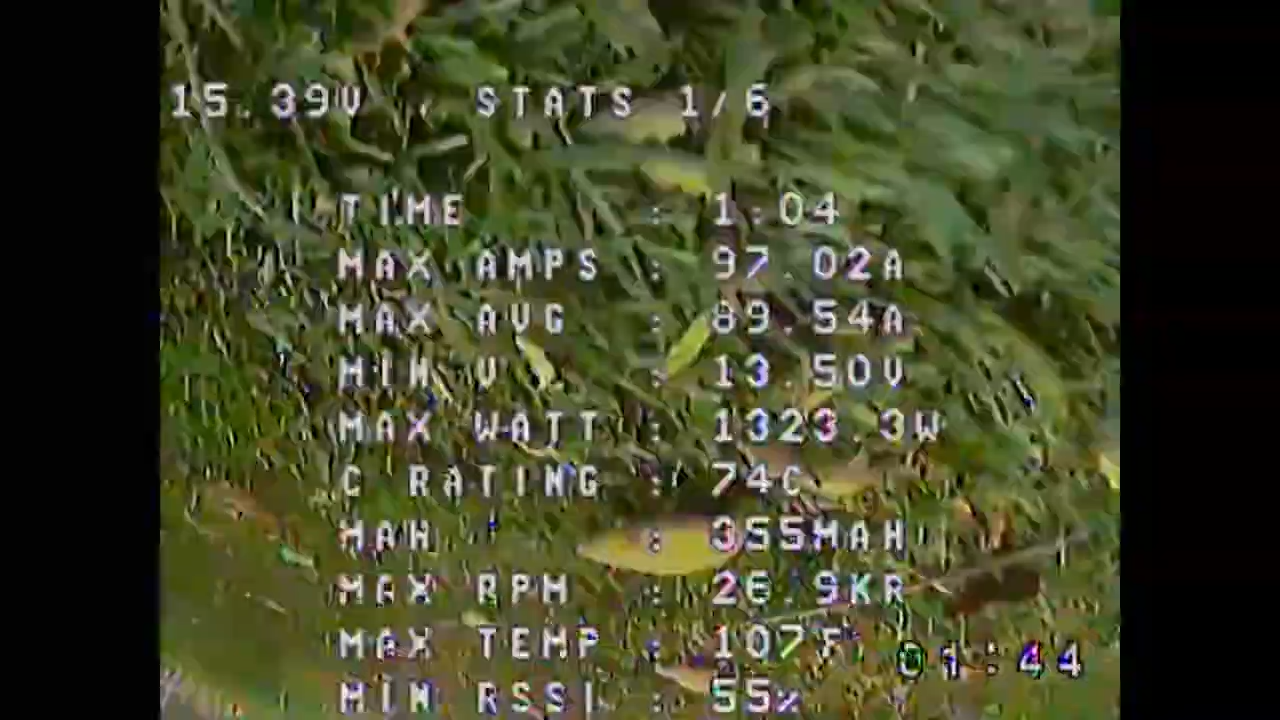 15.39V STATS 1/6
TIME : 1:04
MAX AMPS : 97.02A
MAX AVG : 89.54A
MIN V : 13.50V
MAX WATT : 1323.3W
C RATING : 74C
MAH : 355MAH
MAX RPM : 26.9KR
MAX TEMP : 107F
01:44
MIN RSSI : 55%